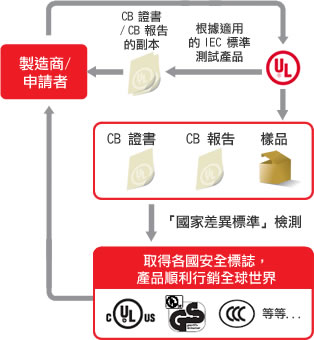 CB 證書
/ CB 報告
的副本
根據適用
的 IEC 標準
測試產品
製造商/
申請者
UL
CB 證書
CB 報告
樣品
「國家差異標準」檢測
取得各國安全標誌，
產品順利行銷全球世界
C UL US
UL
GS
CCC
等等...